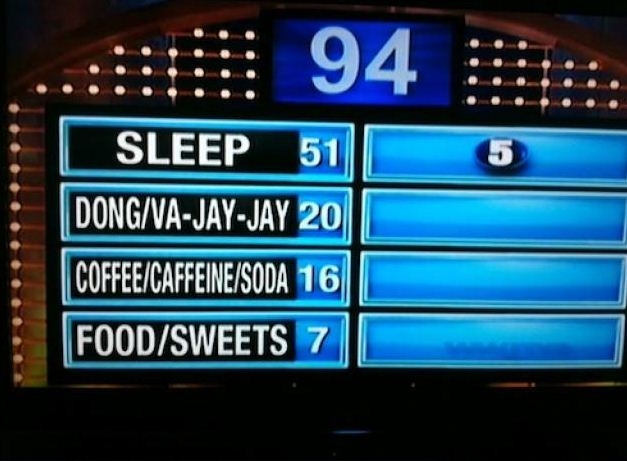 94
SLEEP 51
5
DONG/VA-JAY-JAY 20
COFFEE/CAFFEINE/SODA 16
FOOD/SWEETS 7